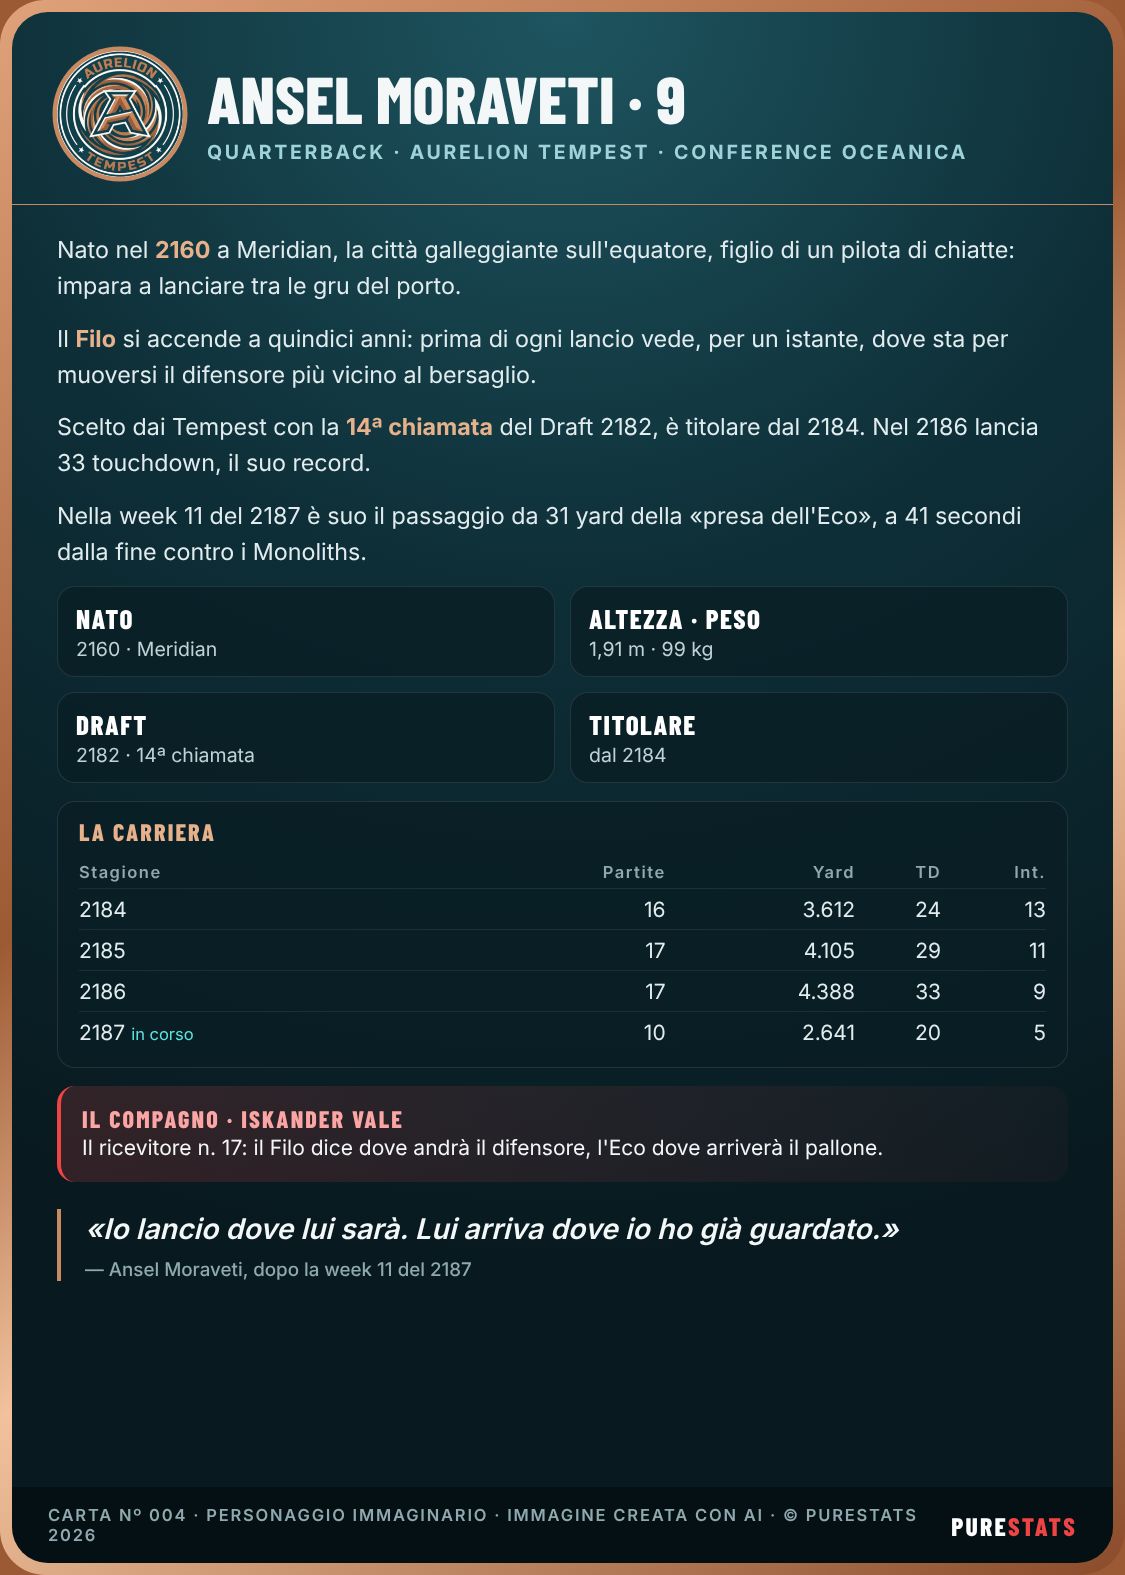 AURELION
A
TEMPEST
ANSEL MORAVETI · 9
QUARTERBACK · AURELION TEMPEST · CONFERENCE OCEANICA
Nato nel 2160 a Meridian, la città galleggiante sull'equatore, figlio di un pilota di chiatte:
impara a lanciare tra le gru del porto.
Il Filo si accende a quindici anni: prima di ogni lancio vede, per un istante, dove sta per
muoversi il difensore più vicino al bersaglio.
Scelto dai Tempest con la 14ª chiamata del Draft 2182, è titolare dal 2184. Nel 2186 lancia
33 touchdown, il suo record.
Nella week 11 del 2187 è suo il passaggio da 31 yard della «presa dell'Eco», a 41 secondi
dalla fine contro i Monoliths.
NATO
2160 · Meridian
ALTEZZA · PESO
1,91 m · 99 kg
DRAFT
2182 · 14ª chiamata
TITOLARE
dal 2184
LA CARRIERA
Stagione Partite Yard TD Int.
2184 16 3.612 24 13
2185 17 4.105 29 11
2186 17 4.388 33 9
2187 in corso 10 2.641 20 5
IL COMPAGNO · ISKANDER VALE
Il ricevitore n. 17: il Filo dice dove andrà il difensore, l'Eco dove arriverà il pallone.
«Io lancio dove lui sarà. Lui arriva dove io ho già guardato.»
— Ansel Moraveti, dopo la week 11 del 2187
CARTA Nº 004 · PERSONAGGIO IMMAGINARIO · IMMAGINE CREATA CON AI · © PURESTATS
2026
PURESTATS